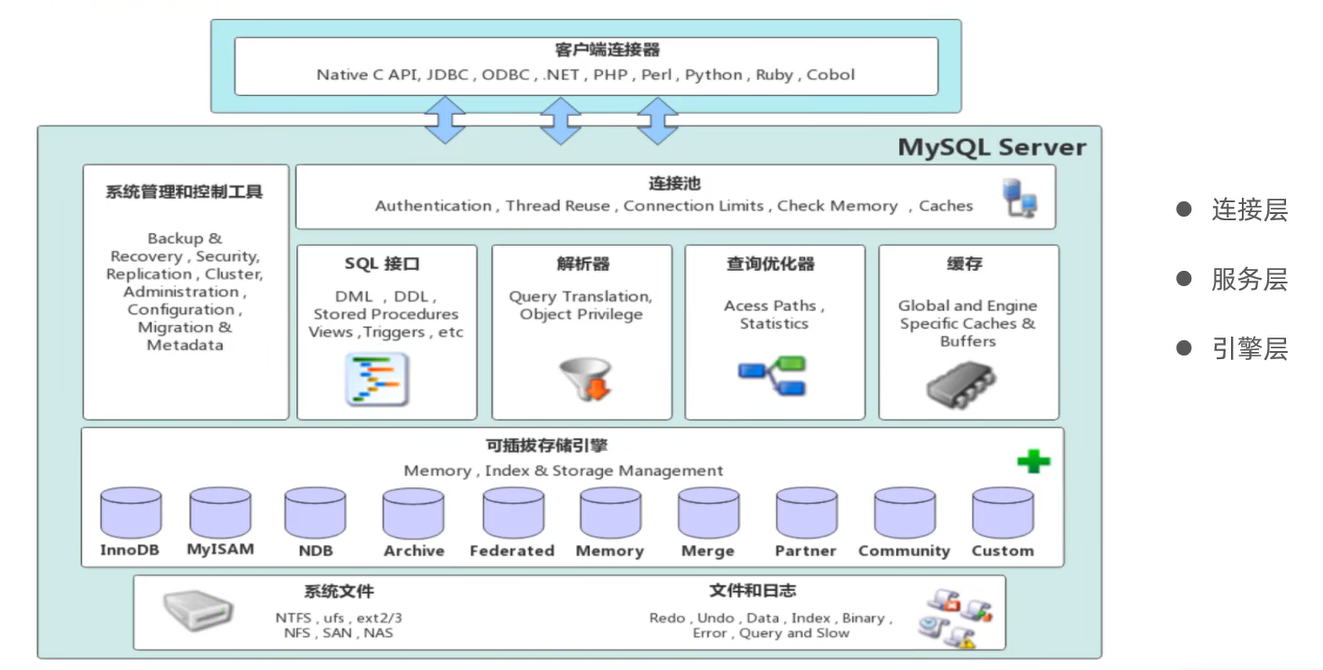 客户端连接器
Native C API, JDBC , ODBC , .NET , PHP , Perl , Python , Ruby , Cobol
MySQL Server
系统管理和控制工具
Backup &
Recovery , Security,
Replication , Cluster,
Administration ,
Configuration ,
Migration &
Metadata
连接池
Authentication , Thread Reuse , Connection Limits , Check Memory , Caches
SQL 接口
DML , DDL ,
Stored Procedures
Views ,Triggers , etc
解析器
Query Translation,
Object Privilege
查询优化器
Acess Paths ,
Statistics
缓存
Global and Engine
Specific Caches &
Buffers
可插拔存储引擎
Memory , Index & Storage Management
InnoDB
MyISAM
NDB
Archive
Federated
Memory
Merge
Partner
Community
Custom
系统文件
NTFS , ufs , ext2/3
NFS , SAN , NAS
文件和日志
Redo , Undo , Data , Index , Binary ,
Error , Query and Slow
● 连接层
● 服务层
● 引擎层